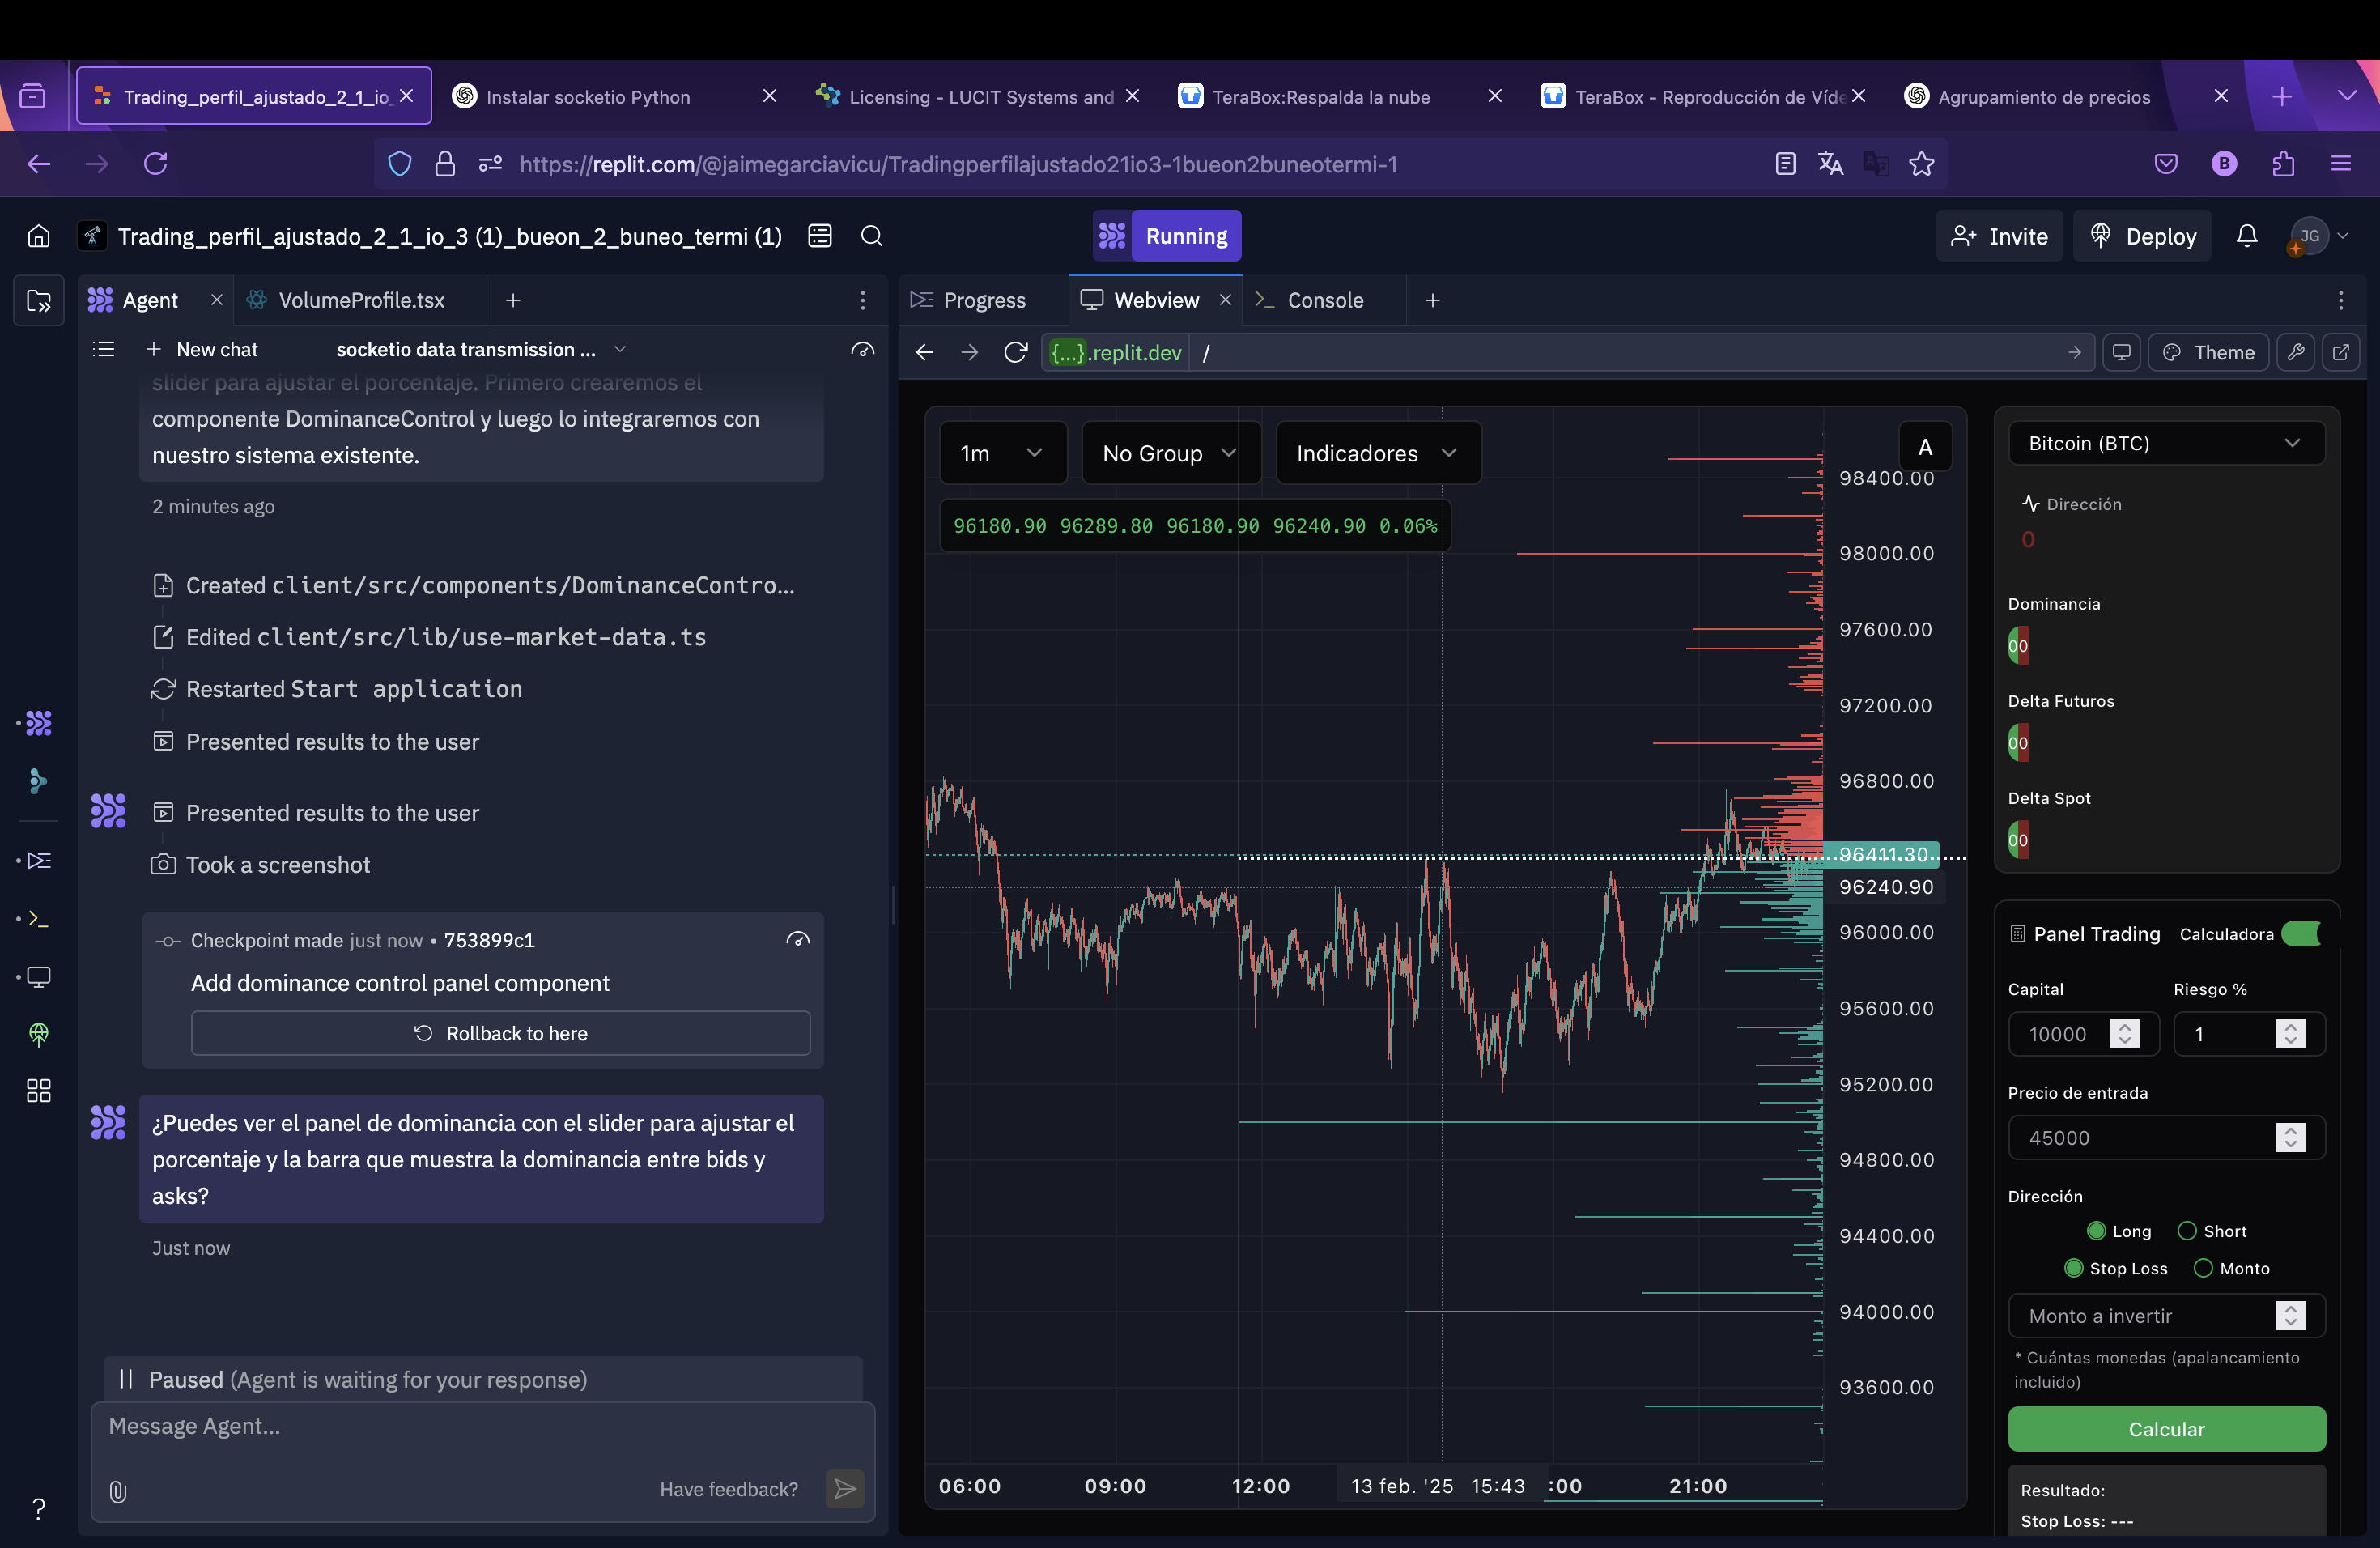 Trading_perfil_ajustado_2_1_io_
Instalar socketio Python
Licensing - LUCIT Systems and
TeraBox:Respalda la nube
TeraBox - Reproducción de Víde
Agrupamiento de precios
https://replit.com/@jaimegarciavicu/Tradingperfilajustado21io3-1bueon2buneotermi-1
B
Trading_perfil_ajustado_2_1_io_3 (1)_bueon_2_buneo_termi (1)
Running
Invite
Deploy
JG
Agent
VolumeProfile.tsx
Progress
Webview
Console
New chat
socketio data transmission ...
{...}.replit.dev
/
Theme
slider para ajustar el porcentaje. Primero crearemos el
componente DominanceControl y luego lo integraremos con
nuestro sistema existente.
2 minutes ago
Created client/src/components/DominanceContro...
Edited client/src/lib/use-market-data.ts
Restarted Start application
Presented results to the user
Presented results to the user
Took a screenshot
Checkpoint made just now • 753899c1
Add dominance control panel component
Rollback to here
¿Puedes ver el panel de dominancia con el slider para ajustar el
porcentaje y la barra que muestra la dominancia entre bids y
asks?
Just now
Paused (Agent is waiting for your response)
Message Agent...
Have feedback?
?
1m
No Group
Indicadores
A
96180.90 96289.80 96180.90 96240.90 0.06%
98400.00
98000.00
97600.00
97200.00
96800.00
96411.30
96240.90
96000.00
95600.00
95200.00
94800.00
94400.00
94000.00
93600.00
06:00
09:00
12:00
13 feb. '25 15:43
:00
21:00
Bitcoin (BTC)
Dirección
0
Dominancia
00
Delta Futuros
00
Delta Spot
00
Panel Trading
Calculadora
Capital
Riesgo %
10000
1
Precio de entrada
45000
Dirección
Long
Short
Stop Loss
Monto
Monto a invertir
* Cuántas monedas (apalancamiento
incluido)
Calcular
Resultado:
Stop Loss: ---